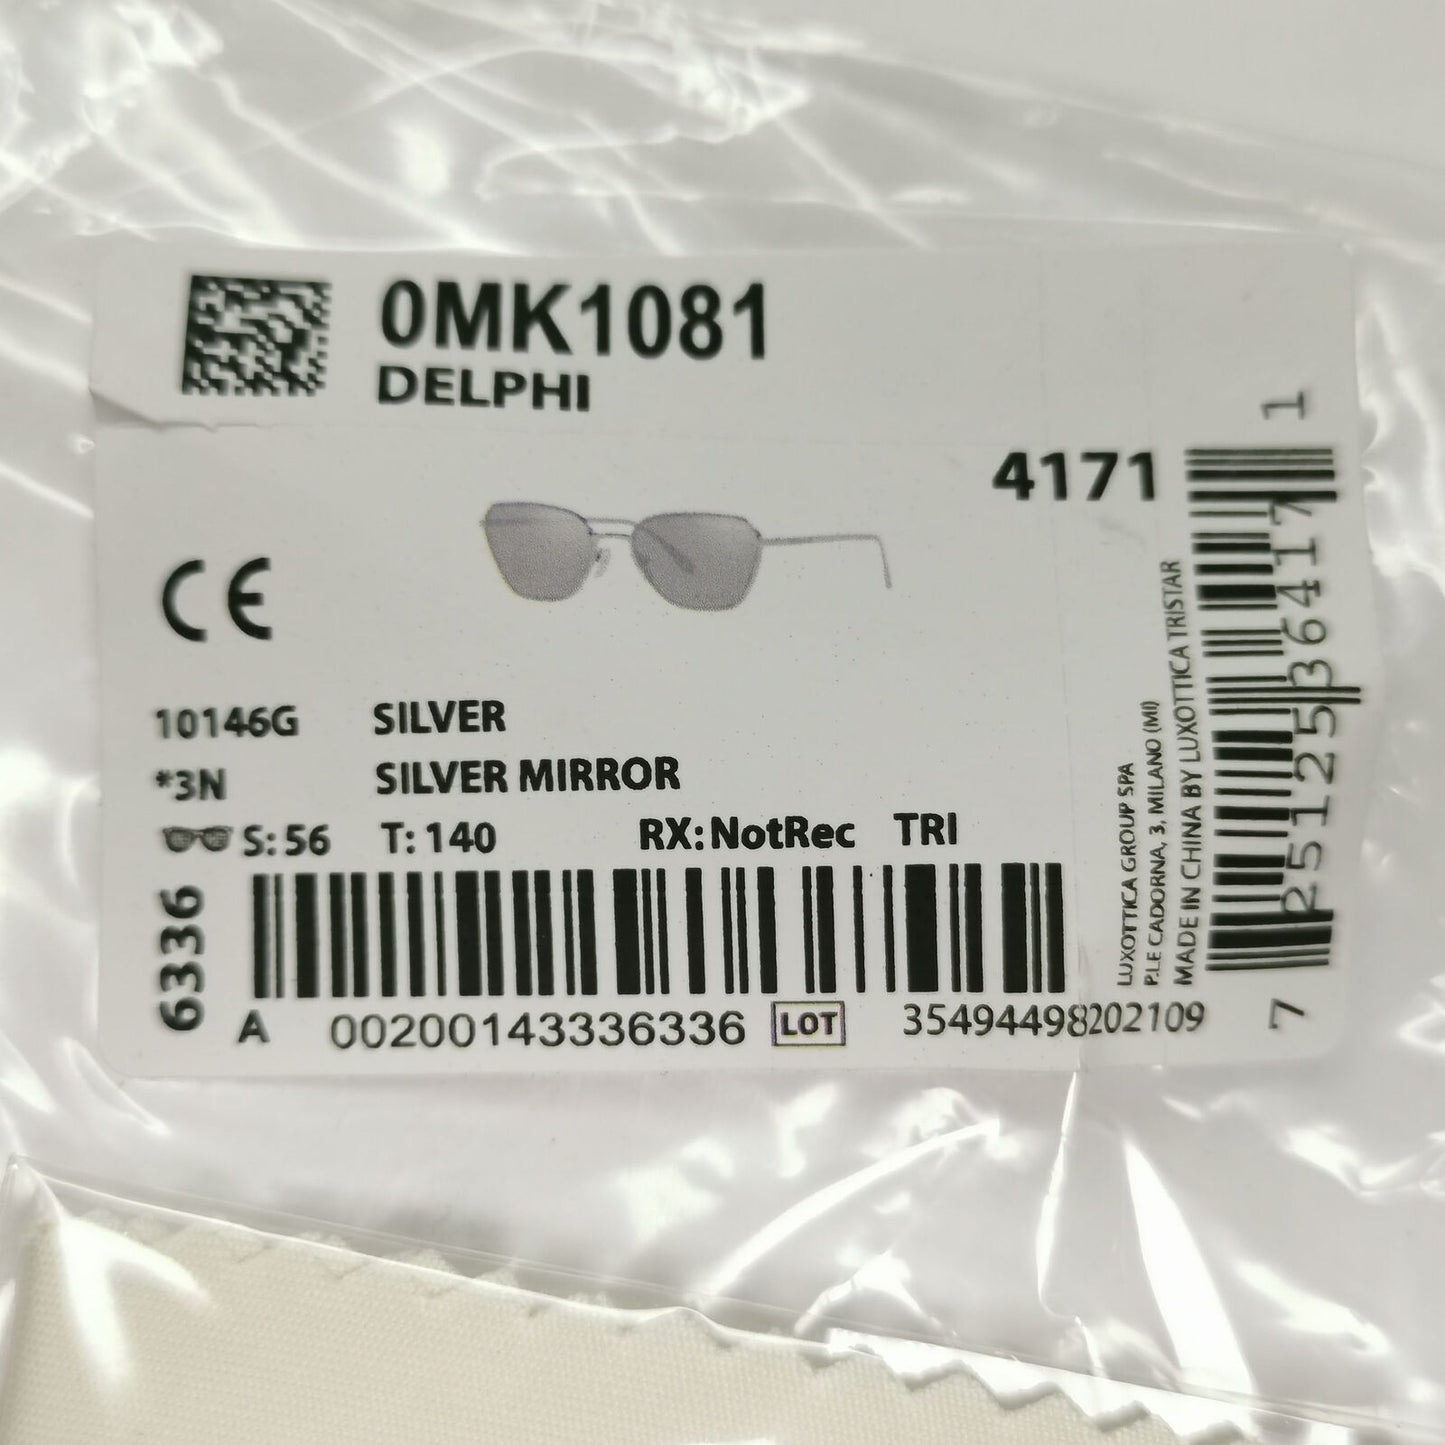 0MK1081
DELPHI
4171
CE
10146G SILVER
*3N SILVER MIRROR
S: 56 T: 140 RX: NotRec TRI
6336
A 00200143336336 LOT 35494498202109
LUXOTTICA GROUP SPA
P.LE CADORNA, 3, MILANO (MI)
MADE IN CHINA BY LUXOTTICA TRISTAR
7 25125 36417 1